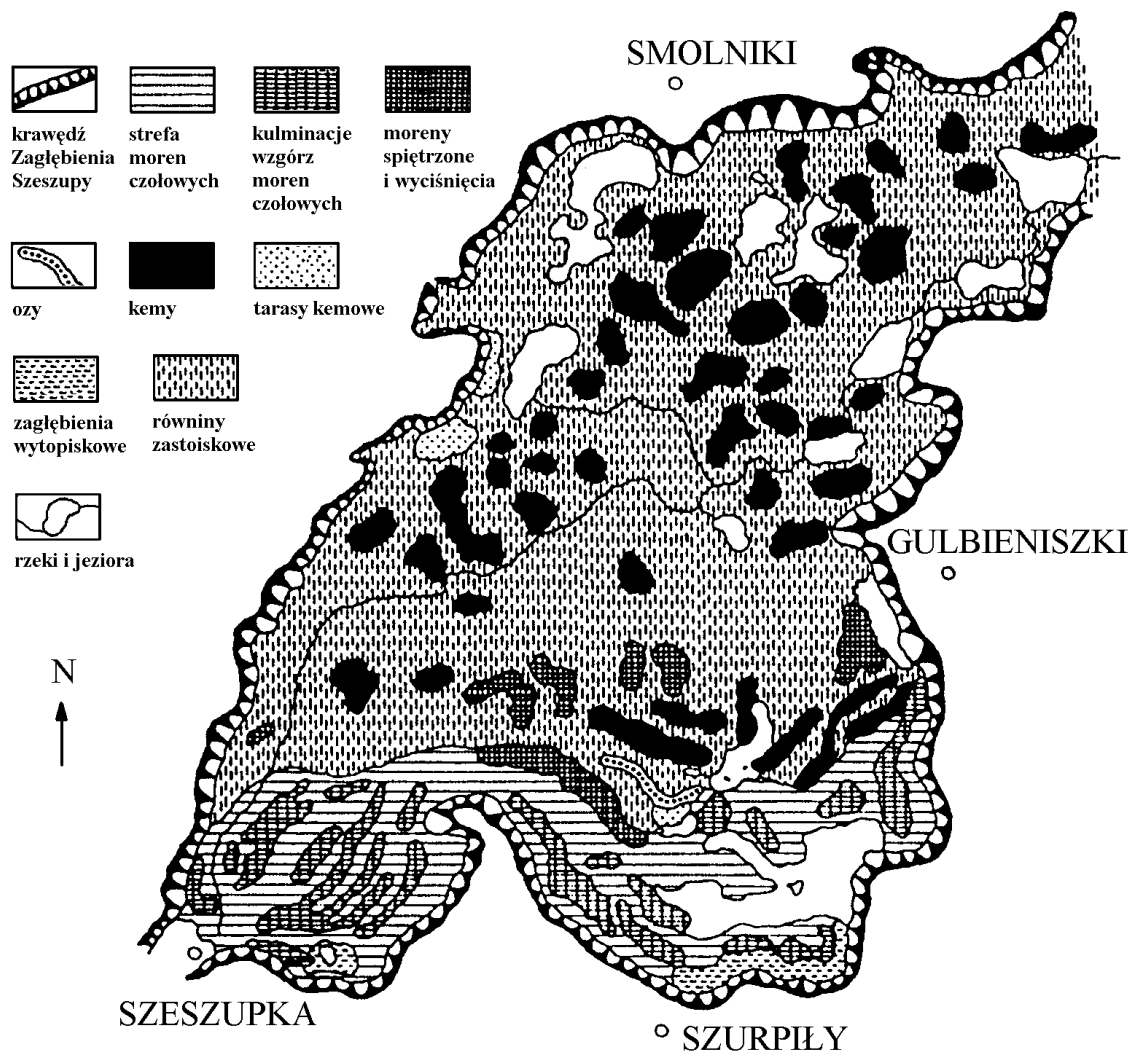 SMOLNIKI
krawędź
Zagłębienia
Szeszupy
strefa
moren
czołowych
kulminacje
wzgórz
moren
czołowych
moreny
spiętrzone
i wyciśnięcia
ozy
kemy
tarasy kemowe
zagłębienia
wytopiskowe
równiny
zastoiskowe
rzeki i jeziora
GULBIENISZKI
N
SZESZUPKA
SZURPIŁY